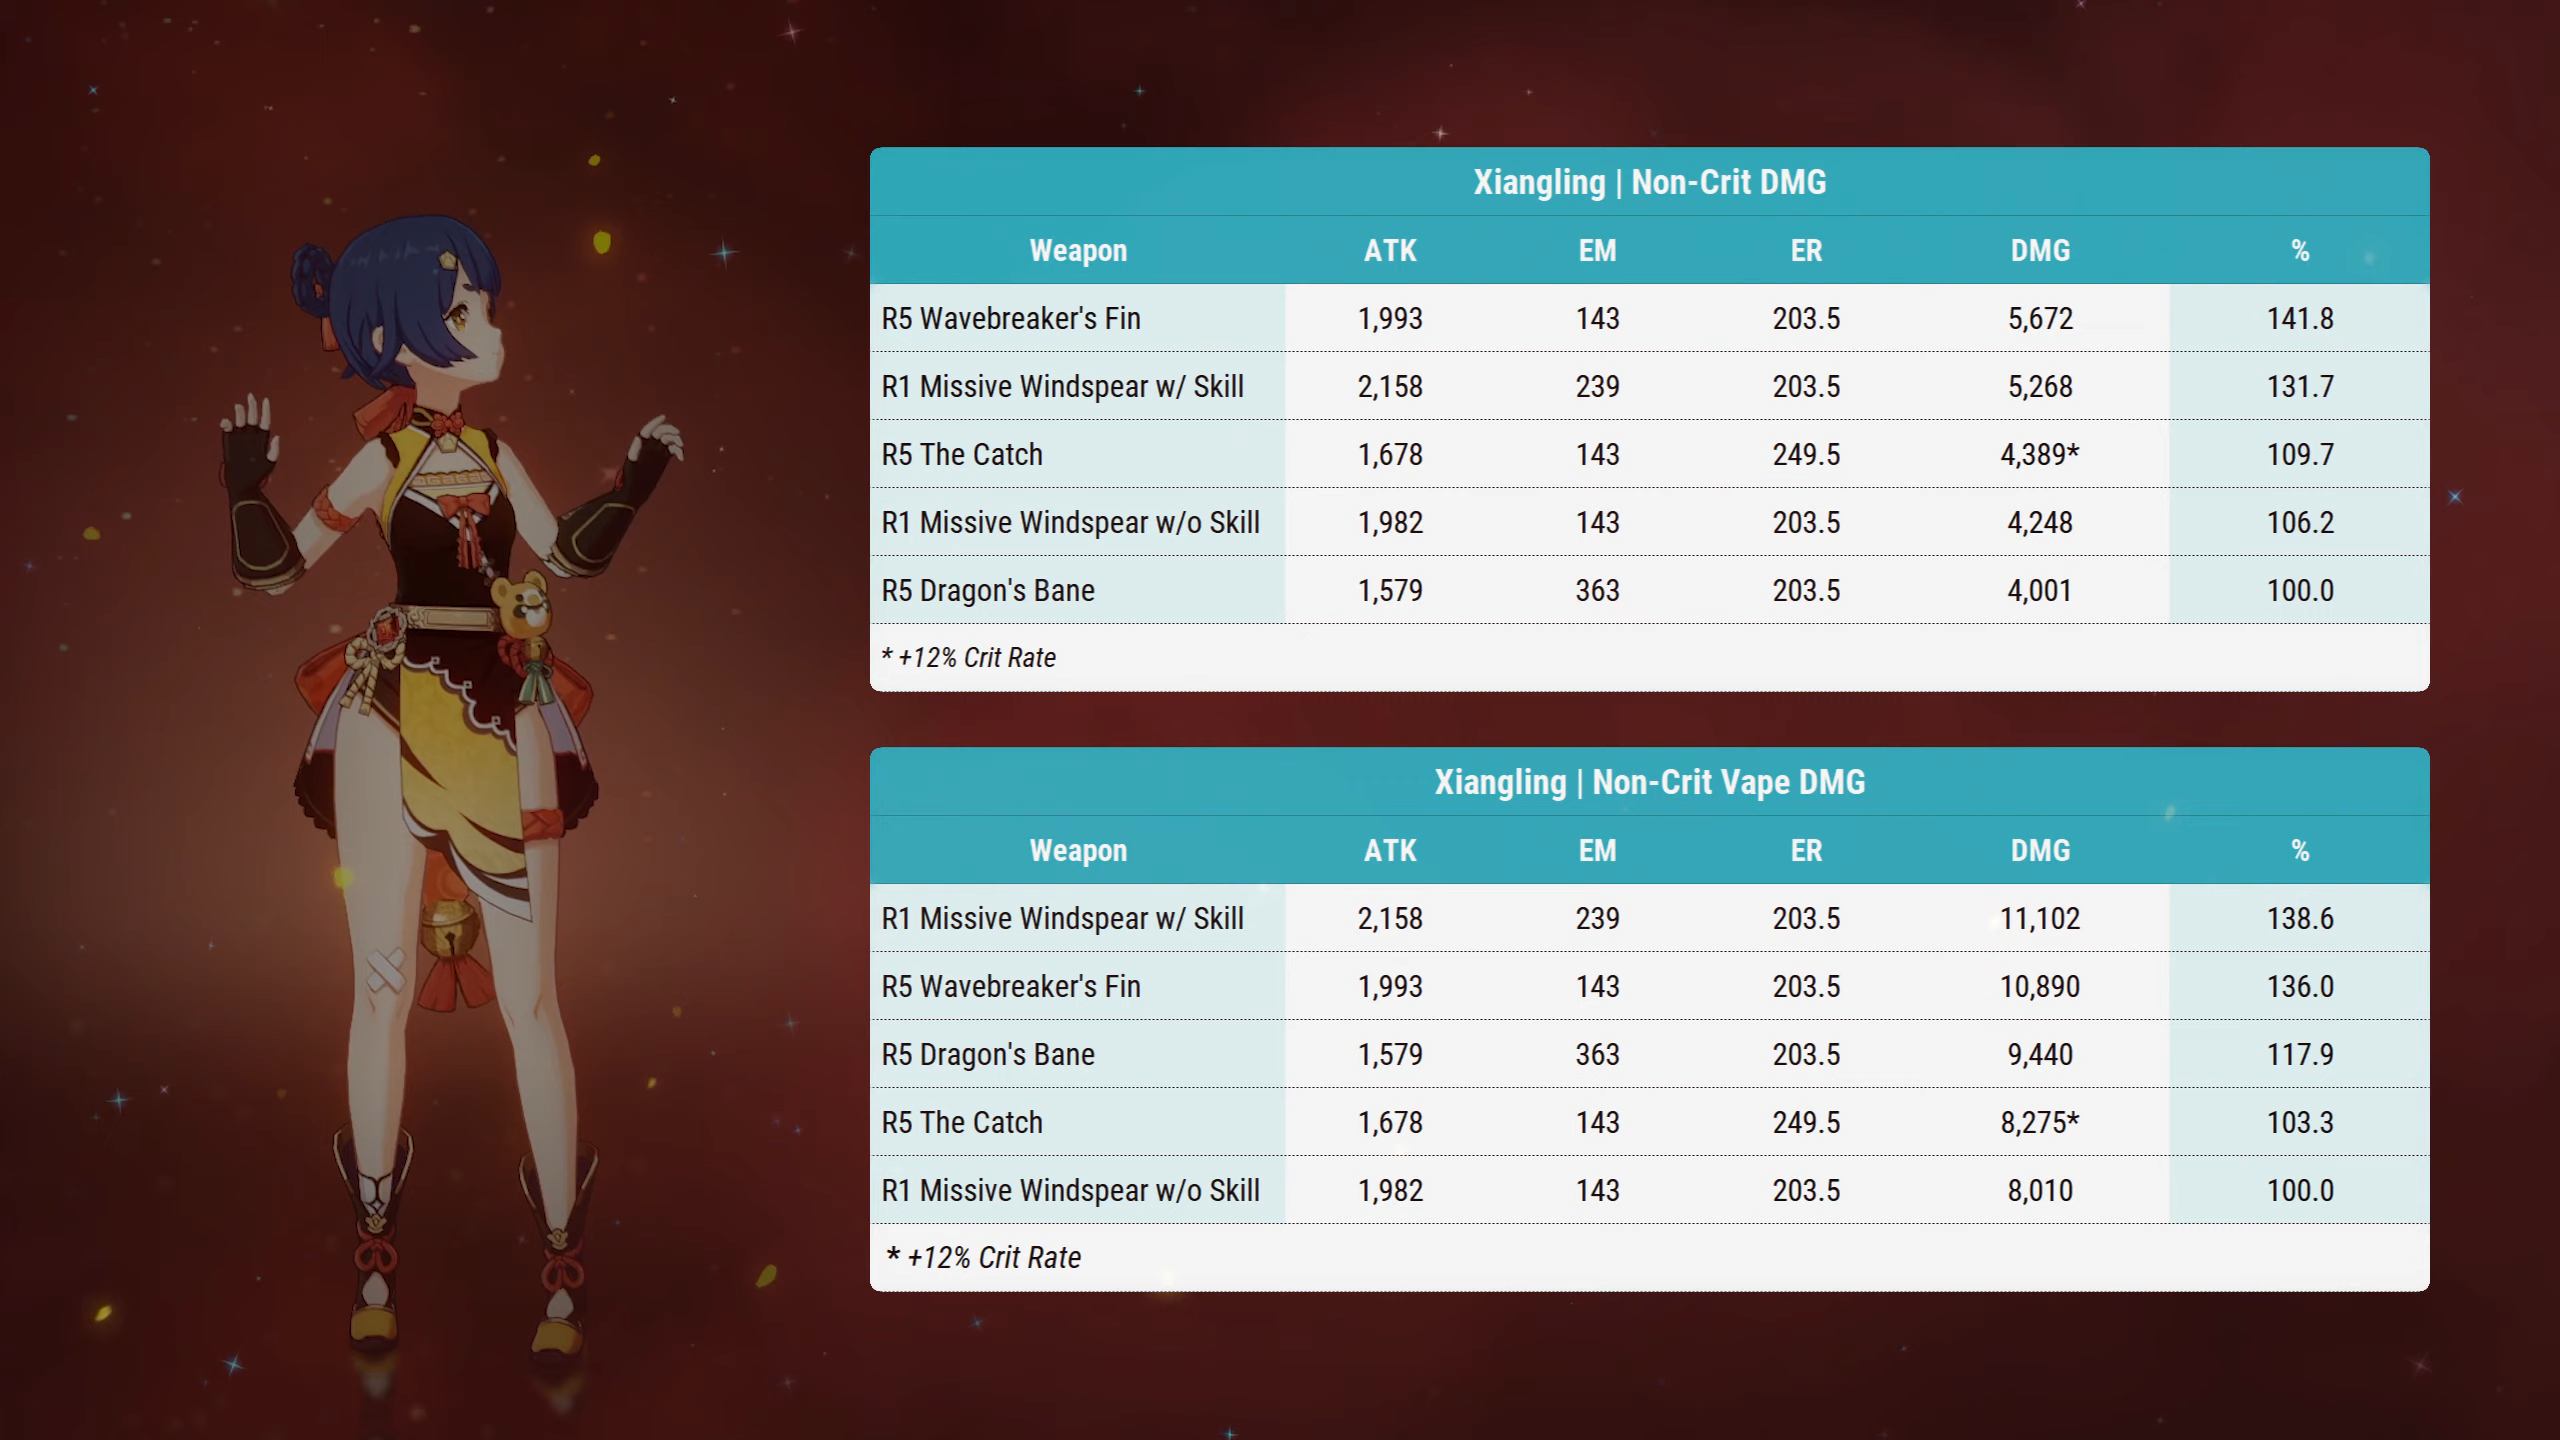 Xiangling | Non-Crit DMG
Weapon ATK EM ER DMG %
R5 Wavebreaker's Fin 1,993 143 203.5 5,672 141.8
R1 Missive Windspear w/ Skill 2,158 239 203.5 5,268 131.7
R5 The Catch 1,678 143 249.5 4,389* 109.7
R1 Missive Windspear w/o Skill 1,982 143 203.5 4,248 106.2
R5 Dragon's Bane 1,579 363 203.5 4,001 100.0
* +12% Crit Rate
Xiangling | Non-Crit Vape DMG
Weapon ATK EM ER DMG %
R1 Missive Windspear w/ Skill 2,158 239 203.5 11,102 138.6
R5 Wavebreaker's Fin 1,993 143 203.5 10,890 136.0
R5 Dragon's Bane 1,579 363 203.5 9,440 117.9
R5 The Catch 1,678 143 249.5 8,275* 103.3
R1 Missive Windspear w/o Skill 1,982 143 203.5 8,010 100.0
* +12% Crit Rate